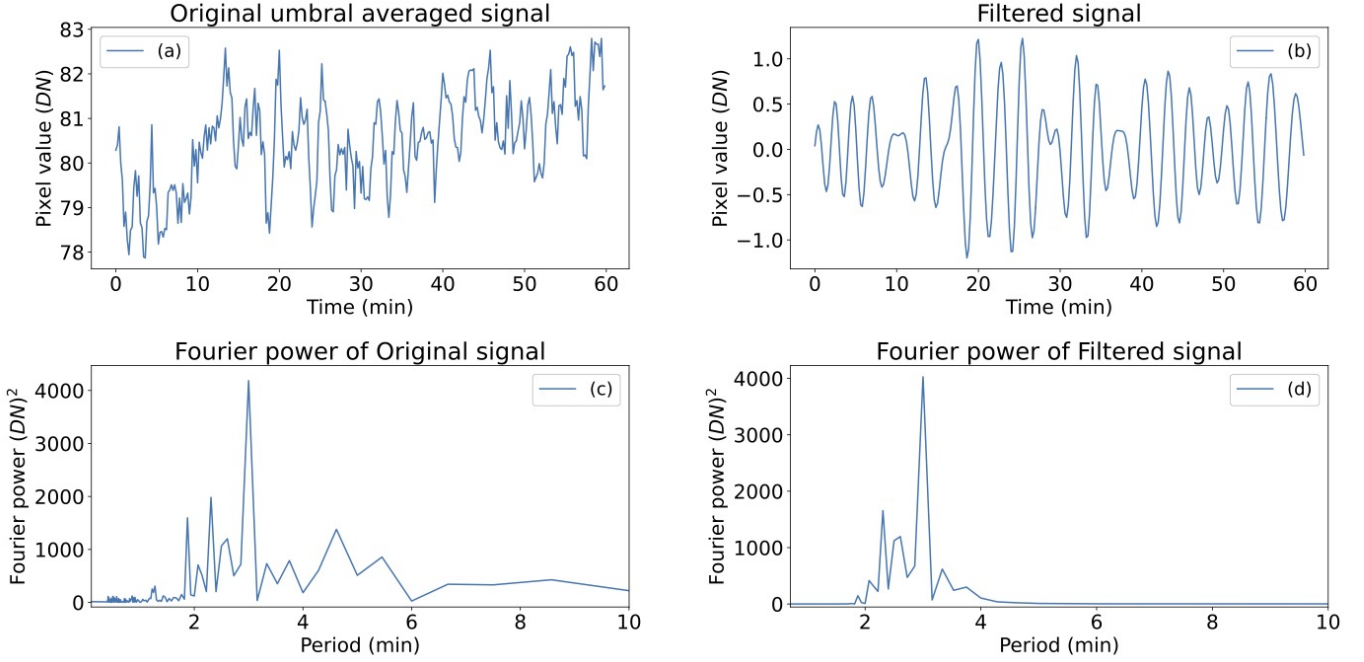 Original umbral averaged signal
83
82
81
80
79
78
Pixel value (DN)
(a)
0 10 20 30 40 50 60
Time (min)
Filtered signal
1.0
0.5
0.0
−0.5
−1.0
Pixel value (DN)
(b)
0 10 20 30 40 50 60
Time (min)
Fourier power of Original signal
4000
3000
2000
1000
0
Fourier power (DN)²
(c)
2 4 6 8 10
Period (min)
Fourier power of Filtered signal
4000
3000
2000
1000
0
Fourier power (DN)²
(d)
2 4 6 8 10
Period (min)